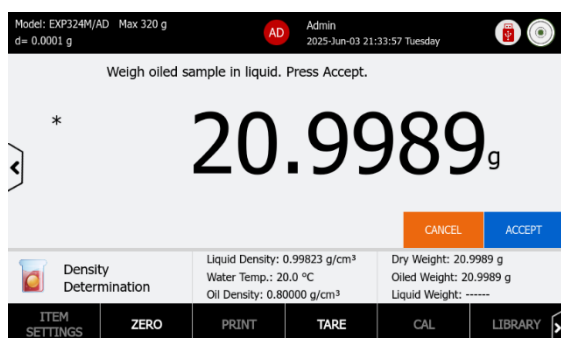 Model: EXP324M/AD Max 320 g
d= 0.0001 g
AD
Admin
2025-Jun-03 21:33:57 Tuesday
Weigh oiled sample in liquid. Press Accept.
*
20.9989 g
CANCEL
ACCEPT
Density
Determination
Liquid Density: 0.99823 g/cm³
Water Temp.: 20.0 °C
Oil Density: 0.80000 g/cm³
Dry Weight: 20.9989 g
Oiled Weight: 20.9989 g
Liquid Weight: ------
ITEM
SETTINGS
ZERO
PRINT
TARE
CAL
LIBRARY